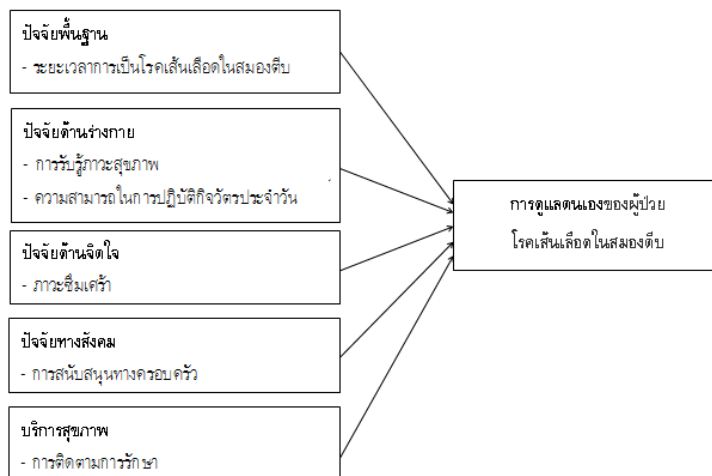 ปัจจัยพื้นฐาน
- ระยะเวลาการเป็นโรคเส้นเลือดในสมองตีบ
ปัจจัยด้านร่างกาย
- การรับรู้ภาวะสุขภาพ
- ความสามารถในการปฏิบัติกิจวัตรประจำวัน
ปัจจัยด้านจิตใจ
- ภาวะซึมเศร้า
ปัจจัยทางสังคม
- การสนับสนุนทางครอบครัว
บริการสุขภาพ
- การติดตามการรักษา
การดูแลตนเองของผู้ป่วย
โรคเส้นเลือดในสมองตีบ